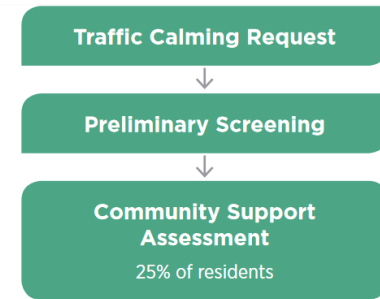 Traffic Calming Request
Preliminary Screening
Community Support
Assessment
25% of residents